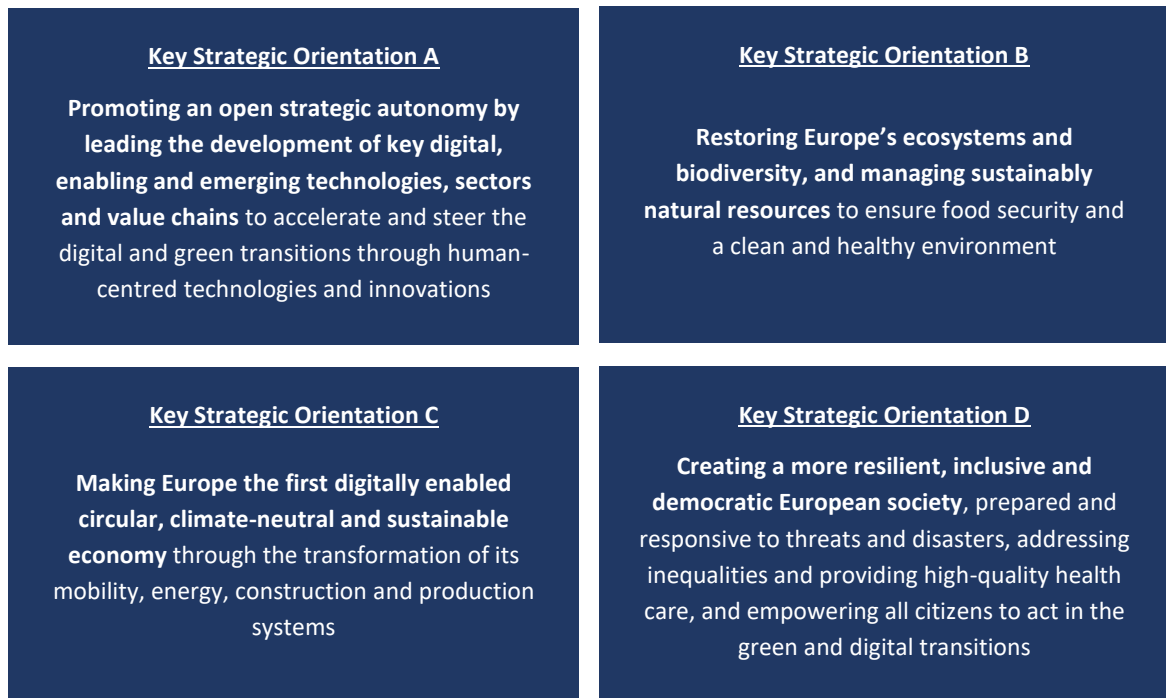 Key Strategic Orientation A
Promoting an open strategic autonomy by
leading the development of key digital,
enabling and emerging technologies, sectors
and value chains to accelerate and steer the
digital and green transitions through human-
centred technologies and innovations
Key Strategic Orientation B
Restoring Europe’s ecosystems and
biodiversity, and managing sustainably
natural resources to ensure food security and
a clean and healthy environment
Key Strategic Orientation C
Making Europe the first digitally enabled
circular, climate-neutral and sustainable
economy through the transformation of its
mobility, energy, construction and production
systems
Key Strategic Orientation D
Creating a more resilient, inclusive and
democratic European society, prepared and
responsive to threats and disasters, addressing
inequalities and providing high-quality health
care, and empowering all citizens to act in the
green and digital transitions